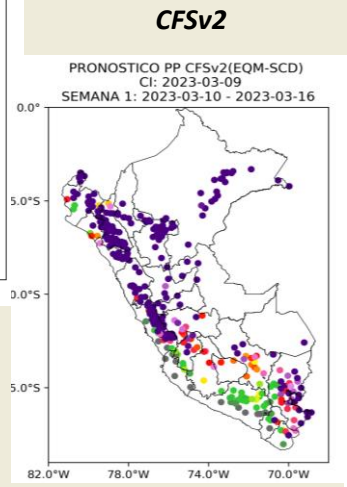 CFSv2
PRONOSTICO PP CFSv2(EQM-SCD)
CI: 2023-03-09
SEMANA 1: 2023-03-10 - 2023-03-16
0.0°
5.0°S
0.0°S
5.0°S
82.0°W 78.0°W 74.0°W 70.0°W